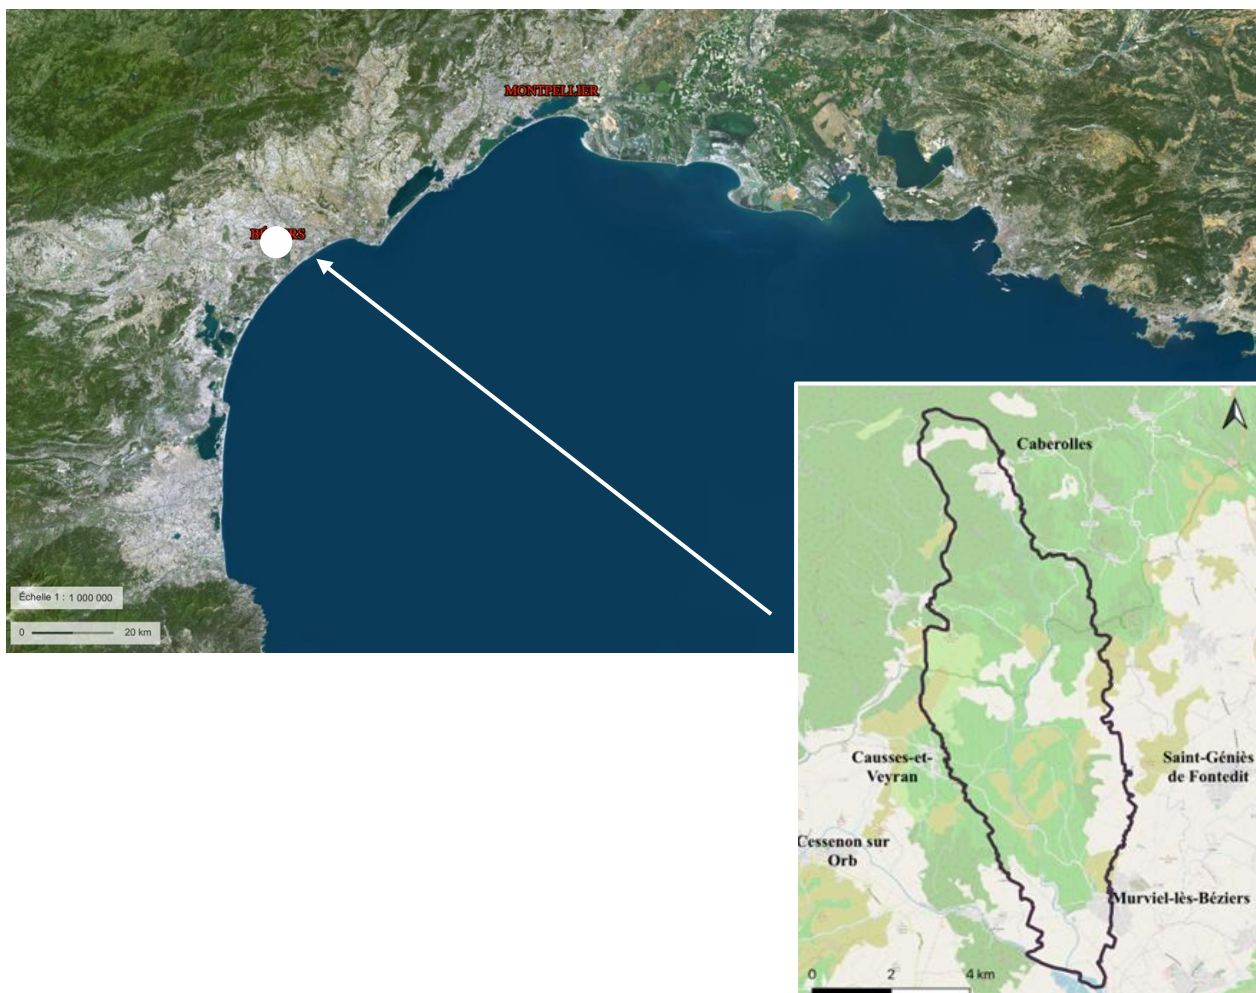 MONTPELLIER
Échelle 1 : 1 000 000
0 20 km
Caberolles
Causses-et-
Veyran
Saint-Géniès
de Fontedit
Cessenon sur
Orb
Murviel-lès-Béziers
0 2 4 km